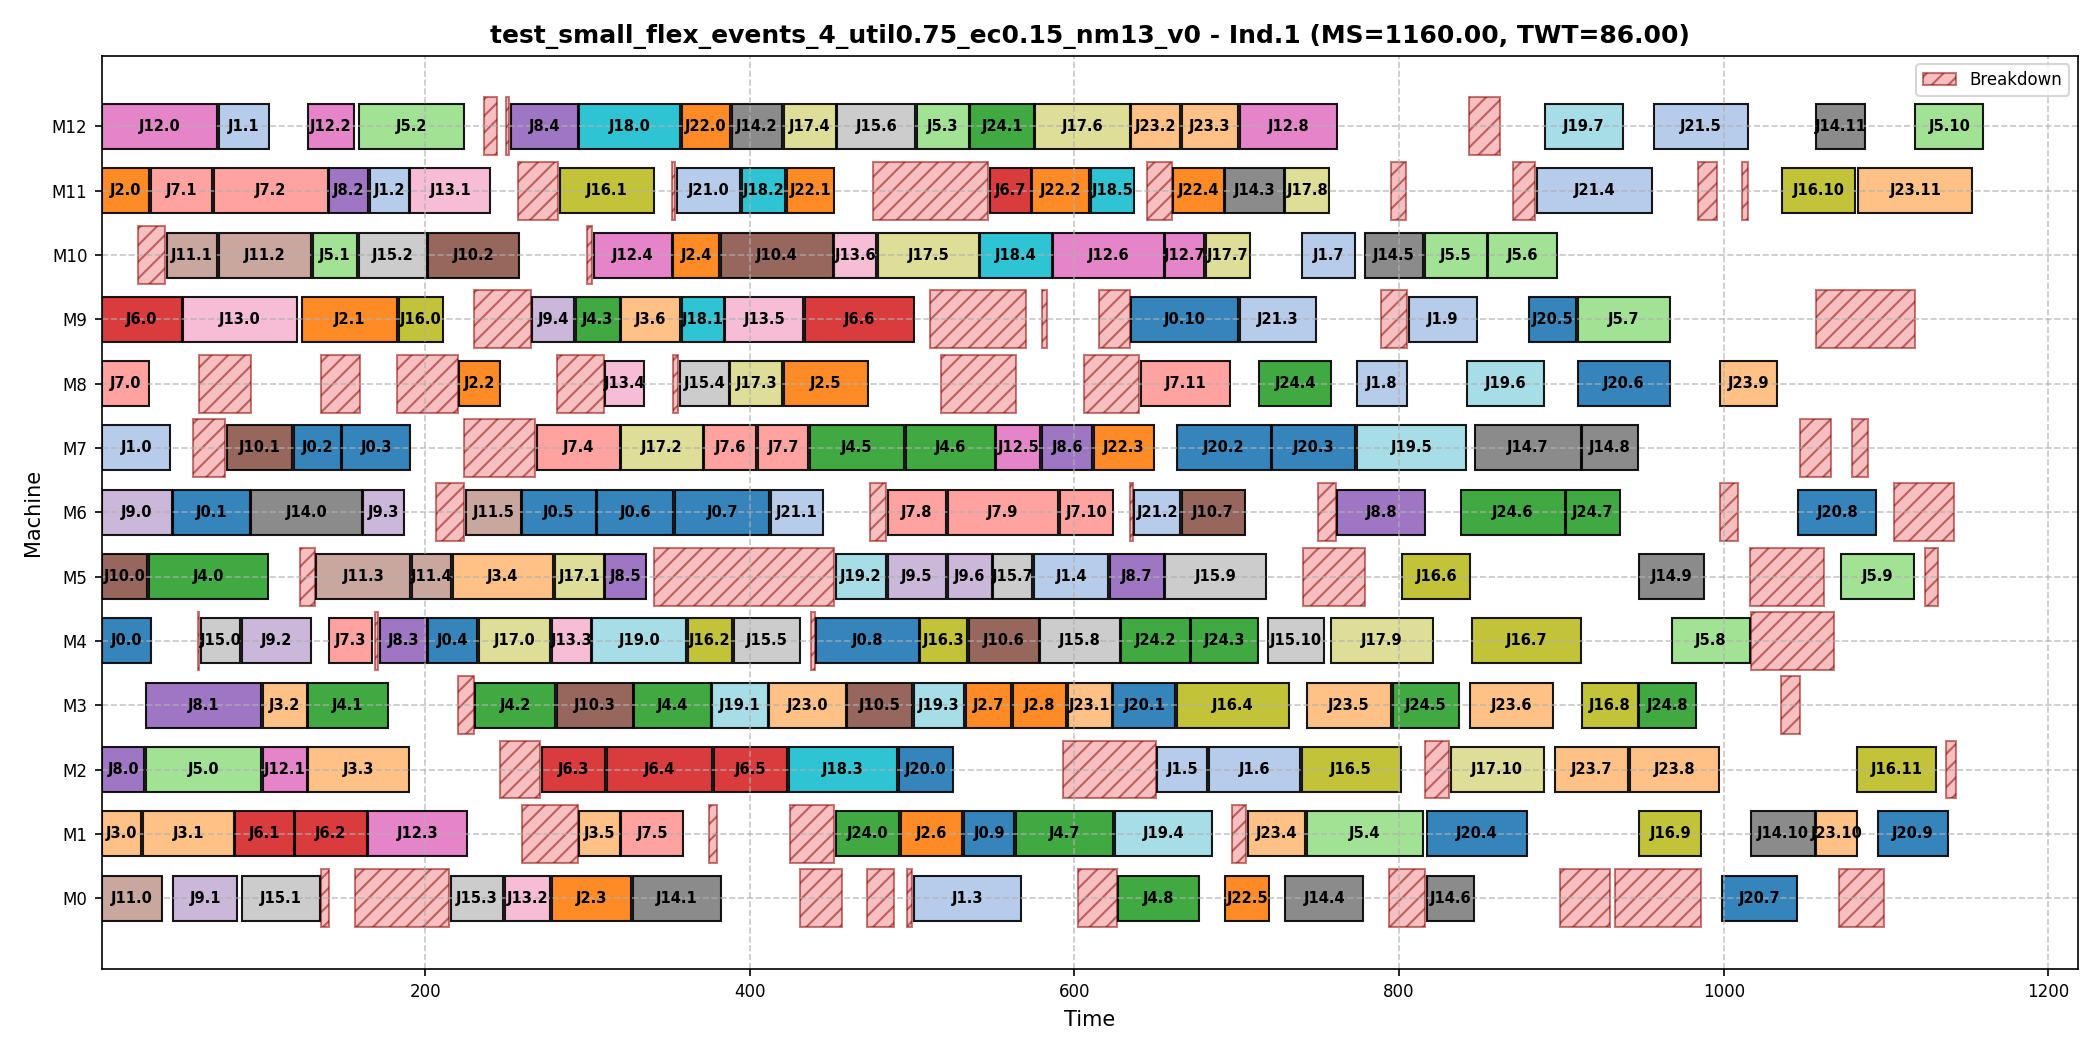 test_small_flex_events_4_util0.75_ec0.15_nm13_v0 - Ind.1 (MS=1160.00, TWT=86.00)
Breakdown
M12 J12.0 J1.1 J12.2 J5.2 J8.4 J18.0 J22.0 J14.2 J17.4 J15.6 J5.3 J24.1 J17.6 J23.2 J23.3 J12.8 J19.7 J21.5 J14.11 J5.10
M11 J2.0 J7.1 J7.2 J8.2 J1.2 J13.1 J16.1 J21.0 J18.2 J22.1 J6.7 J22.2 J18.5 J22.4 J14.3 J17.8 J21.4 J16.10 J23.11
M10 J11.1 J11.2 J5.1 J15.2 J10.2 J12.4 J2.4 J10.4 J13.6 J17.5 J18.4 J12.6 J12.7 J17.7 J1.7 J14.5 J5.5 J5.6
M9 J6.0 J13.0 J2.1 J16.0 J9.4 J4.3 J3.6 J18.1 J13.5 J6.6 J0.10 J21.3 J1.9 J20.5 J5.7
M8 J7.0 J2.2 J13.4 J15.4 J17.3 J2.5 J7.11 J24.4 J1.8 J19.6 J20.6 J23.9
M7 J1.0 J10.1 J0.2 J0.3 J7.4 J17.2 J7.6 J7.7 J4.5 J4.6 J12.5 J8.6 J22.3 J20.2 J20.3 J19.5 J14.7 J14.8
M6 J9.0 J0.1 J14.0 J9.3 J11.5 J0.5 J0.6 J0.7 J21.1 J7.8 J7.9 J7.10 J21.2 J10.7 J8.8 J24.6 J24.7 J20.8
M5 J10.0 J4.0 J11.3 J11.4 J3.4 J17.1 J8.5 J19.2 J9.5 J9.6 J15.7 J1.4 J8.7 J15.9 J16.6 J14.9 J5.9
M4 J0.0 J15.0 J9.2 J7.3 J8.3 J0.4 J17.0 J13.3 J19.0 J16.2 J15.5 J0.8 J16.3 J10.6 J15.8 J24.2 J24.3 J15.10 J17.9 J16.7 J5.8
M3 J8.1 J3.2 J4.1 J4.2 J10.3 J4.4 J19.1 J23.0 J10.5 J19.3 J2.7 J2.8 J23.1 J20.1 J16.4 J23.5 J24.5 J23.6 J16.8 J24.8
M2 J8.0 J5.0 J12.1 J3.3 J6.3 J6.4 J6.5 J18.3 J20.0 J1.5 J1.6 J16.5 J17.10 J23.7 J23.8 J16.11
M1 J3.0 J3.1 J6.1 J6.2 J12.3 J3.5 J7.5 J24.0 J2.6 J0.9 J4.7 J19.4 J23.4 J5.4 J20.4 J16.9 J14.10 J23.10 J20.9
M0 J11.0 J9.1 J15.1 J15.3 J13.2 J2.3 J14.1 J1.3 J4.8 J22.5 J14.4 J14.6 J20.7
200 400 600 800 1000 1200
Time
Machine